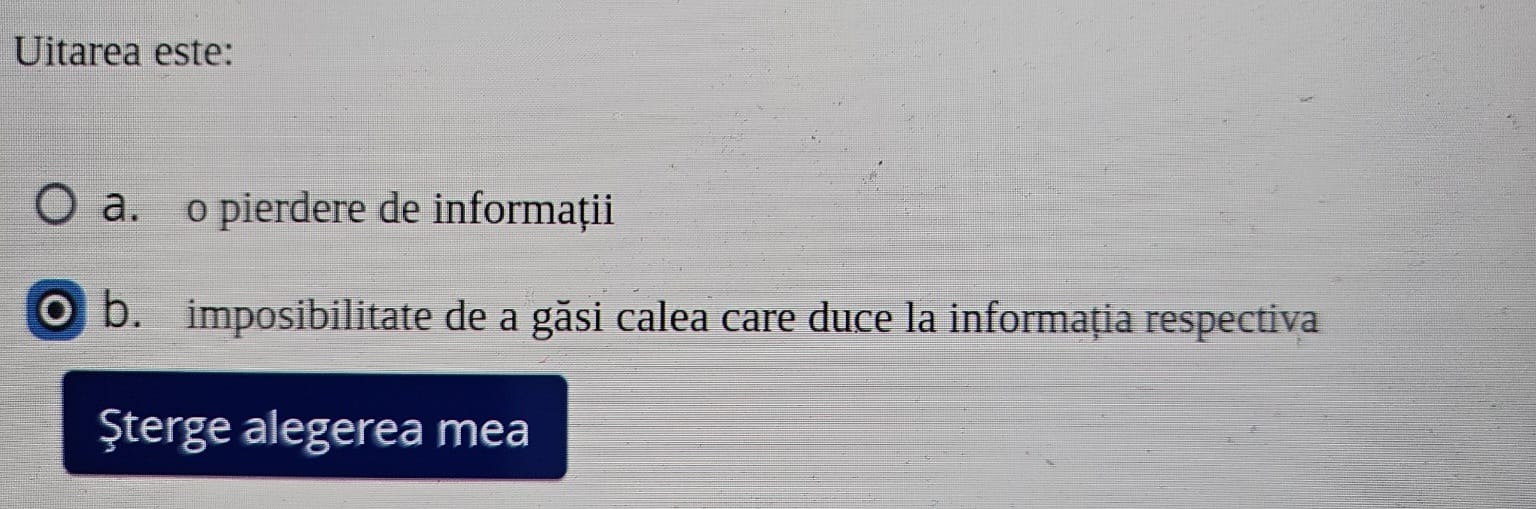 Uitarea este:
a. o pierdere de informații
b. imposibilitate de a găsi calea care duce la informația respectiva
Şterge alegerea mea